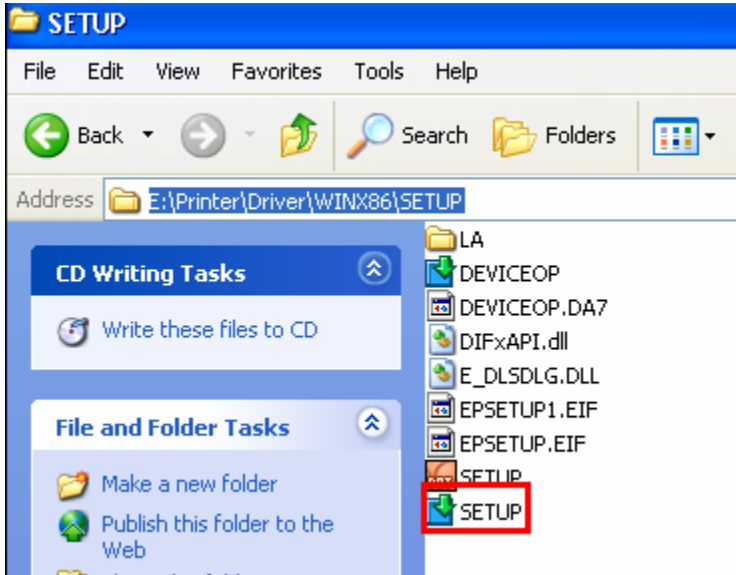 SETUP
File Edit View Favorites Tools Help
Back Search Folders
Address E:\Printer\Driver\WINX86\SETUP
CD Writing Tasks
Write these files to CD
File and Folder Tasks
Make a new folder
Publish this folder to the
Web
LA
DEVICEOP
DEVICEOP.DA7
DIFxAPI.dll
E_DLSDLG.DLL
EPSETUP1.EIF
EPSETUP.EIF
SETUP
SETUP